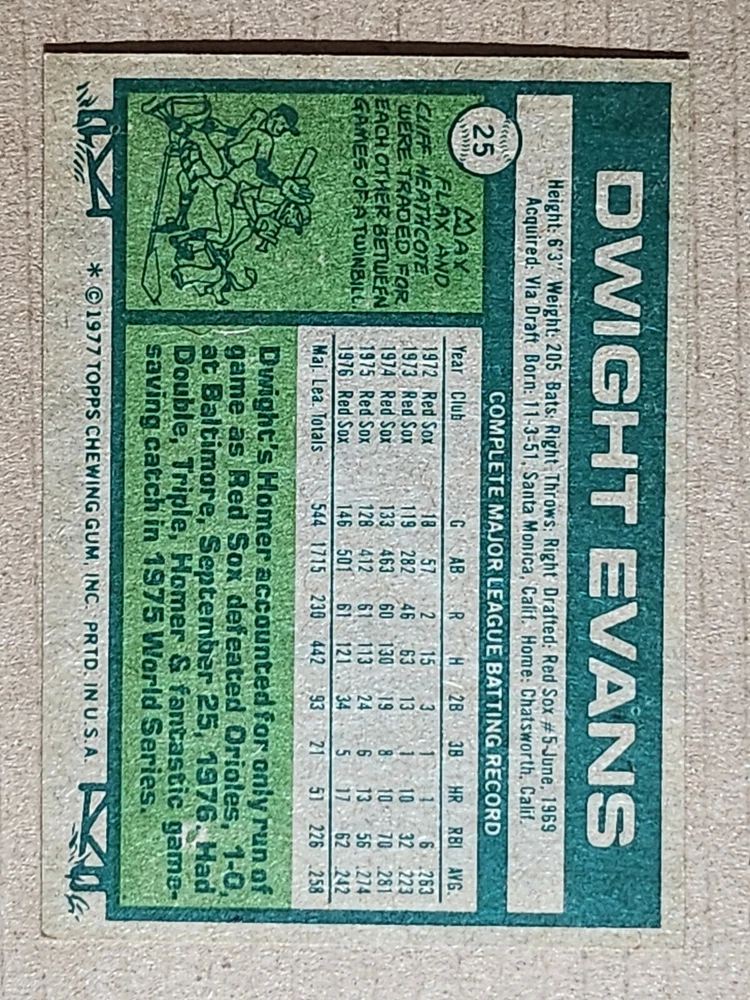 DWIGHT EVANS
Height: 6'3" Weight: 205 Bats: Right Throws: Right Drafted: Red Sox #5-June, 1969
Acquired: Via Draft Born: 11-3-51, Santa Monica, Calif. Home: Chatsworth, Calif.
25
COMPLETE MAJOR LEAGUE BATTING RECORD
Year Club G AB R H 2B 3B HR RBI AVG.
1972 Red Sox 18 57 2 15 3 1 1 6 .263
1973 Red Sox 119 282 46 63 13 1 10 32 .223
1974 Red Sox 133 463 60 130 19 8 10 70 .281
1975 Red Sox 128 412 61 113 24 6 13 56 .274
1976 Red Sox 146 501 61 121 34 5 17 62 .242
Maj. Lea. Totals 544 1715 230 442 93 21 51 226 .258
MAX
FLAX AND
CLIFF HEATHCOTE
WERE TRADED FOR
EACH OTHER BETWEEN
GAMES OF A TWINBILL.
Dwight's Homer accounted for only run of
game as Red Sox defeated Orioles, 1-0,
at Baltimore, September 25, 1976. Had
Double, Triple, Homer & fantastic game-
saving catch in 1975 World Series.
* © 1977 TOPPS CHEWING GUM, INC. PRTD. IN U.S.A.